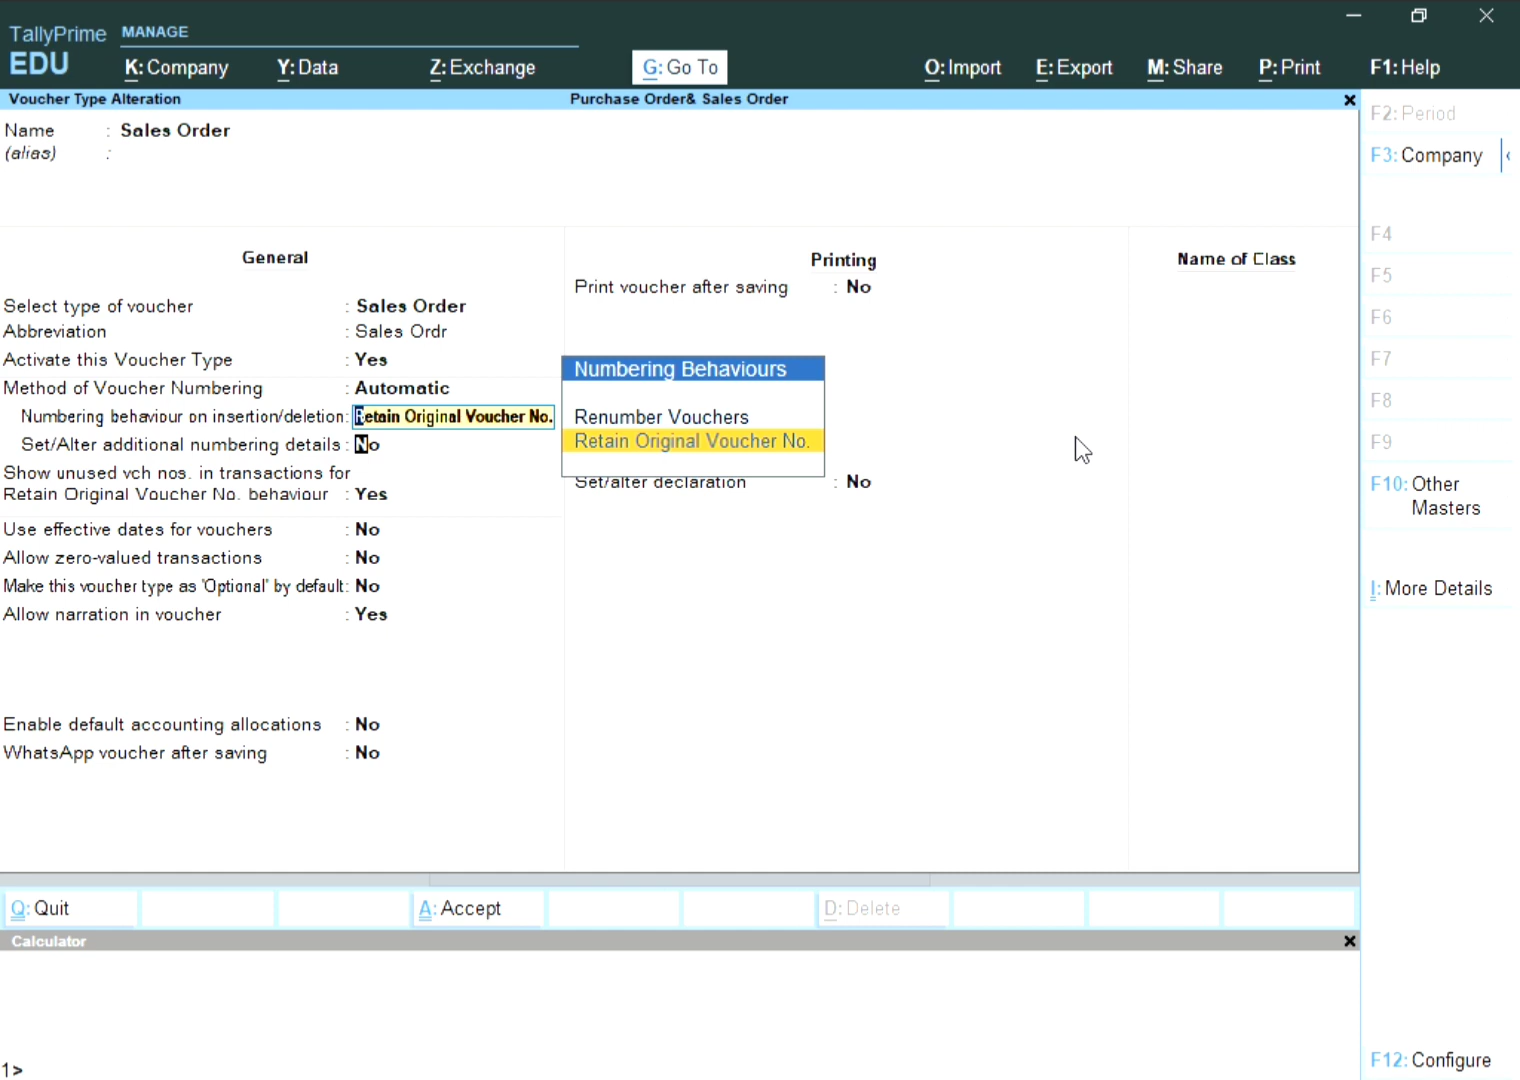 TallyPrime MANAGE
EDU K: Company Y: Data Z: Exchange G: Go To O: Import E: Export M: Share P: Print F1: Help
Voucher Type Alteration Purchase Order& Sales Order x
Name : Sales Order
(alias) :
General
Select type of voucher : Sales Order
Abbreviation : Sales Ordr
Activate this Voucher Type : Yes
Method of Voucher Numbering : Automatic
Numbering behaviour on insertion/deletion: Retain Original Voucher No.
Set/Alter additional numbering details : No
Show unused vch nos. in transactions for
Retain Original Voucher No. behaviour : Yes
Use effective dates for vouchers : No
Allow zero-valued transactions : No
Make this voucher type as 'Optional' by default: No
Allow narration in voucher : Yes
Enable default accounting allocations : No
WhatsApp voucher after saving : No
Printing
Print voucher after saving : No
Numbering Behaviours
Renumber Vouchers
Retain Original Voucher No.
Set/alter declaration : No
Name of Class
F2: Period
F3: Company
F4
F5
F6
F7
F8
F9
F10: Other
Masters
I: More Details
F12: Configure
Q: Quit A: Accept D: Delete
Calculator x
1>